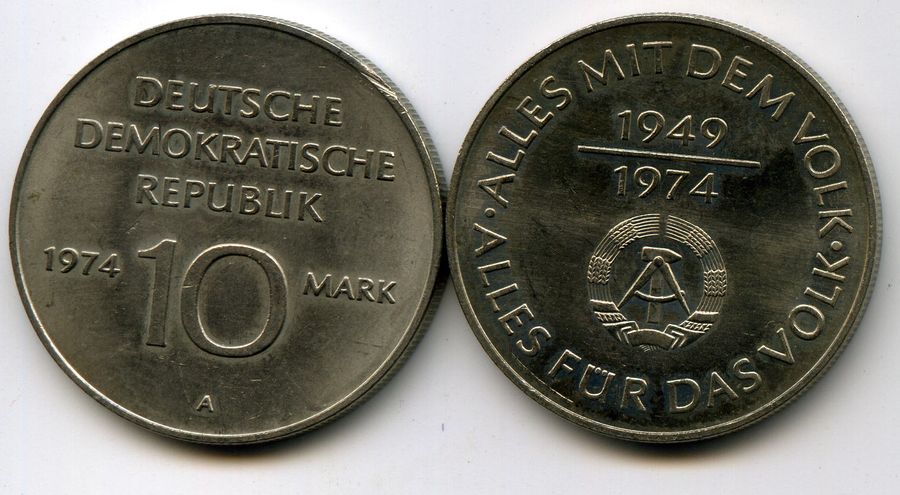 DEUTSCHE
DEMOKRATISCHE
REPUBLIK
1974 10 MARK
A
ALLES MIT DEM VOLK · ALLES FÜR DAS VOLK ·
1949
1974